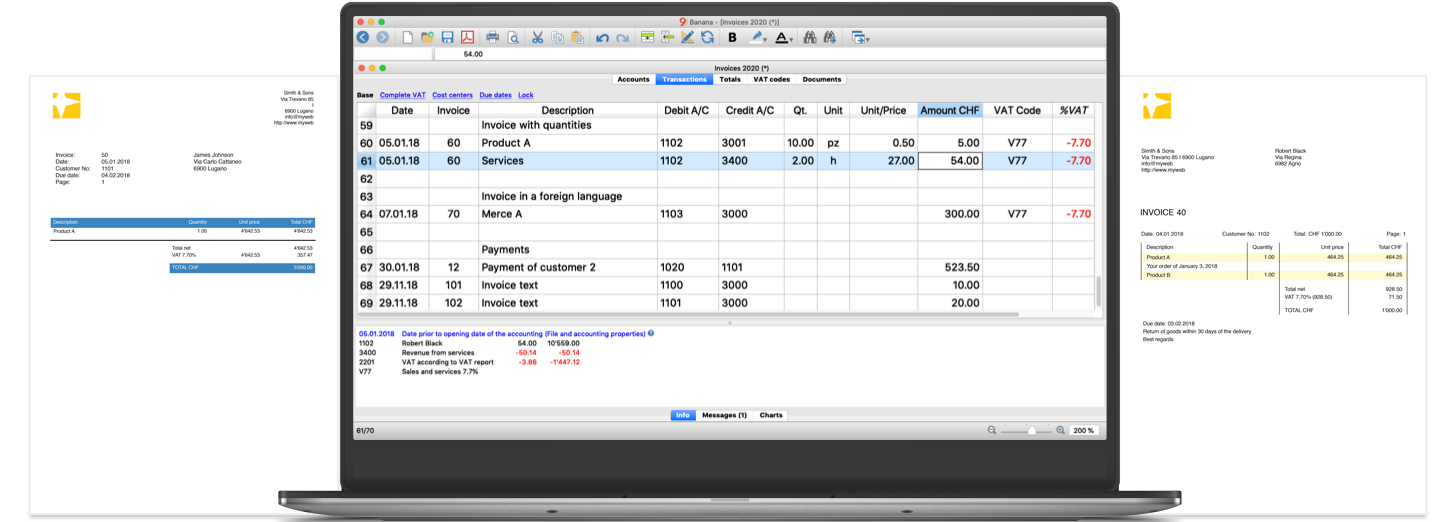 Simth & Sons
Via Trevano 85
I
6900 Lugano
info@myweb
http://www.myweb
Invoice: 50 James Johnson
Date: 05.01.2018 Via Carlo Cattaneo
Customer No: 1101 6900 Lugano
Due date: 04.02.2018
Page: 1
Description Quantity Unit price Total CHF
Product A 1.00 4'642.53 4'642.53
Total net 4'642.53
VAT 7.70% 4'642.53 357.47
TOTAL CHF 5'000.00
Banana - [Invoices 2020 (*)]
B A
54.00
Invoices 2020 (*)
Accounts Transactions Totals VAT codes Documents
Base Complete VAT Cost centers Due dates Lock
Date Invoice Description Debit A/C Credit A/C Qt. Unit Unit/Price Amount CHF VAT Code %VAT
59 Invoice with quantities
60 05.01.18 60 Product A 1102 3001 10.00 pz 0.50 5.00 V77 -7.70
61 05.01.18 60 Services 1102 3400 2.00 h 27.00 54.00 V77 -7.70
62
63 Invoice in a foreign language
64 07.01.18 70 Merce A 1103 3000 300.00 V77 -7.70
65
66 Payments
67 30.01.18 12 Payment of customer 2 1020 1101 523.50
68 29.11.18 101 Invoice text 1100 3000 10.00
69 29.11.18 102 Invoice text 1101 3000 20.00
05.01.2018 Date prior to opening date of the accounting (File and accounting properties)
1102 Robert Black 54.00 10'559.00
3400 Revenue from services -50.14 -50.14
2201 VAT according to VAT report -3.86 -1'447.12
V77 Sales and services 7.7%
Info Messages (1) Charts
61/70 200 %
Simth & Sons Robert Black
Via Trevano 85 I 6900 Lugano Via Regina
info@myweb 6982 Agno
http://www.myweb
INVOICE 40
Date: 04.01.2018 Customer No: 1102 Total: CHF 1'000.00 Page: 1
Description Quantity Unit price Total CHF
Product A 1.00 464.25 464.25
Your order of January 3, 2018
Product B 1.00 464.25 464.25
Total net 928.50
VAT 7.70% (928.50) 71.50
TOTAL CHF 1'000.00
Due date: 03.02.2018
Return of goods within 30 days of the delivery
Best regards